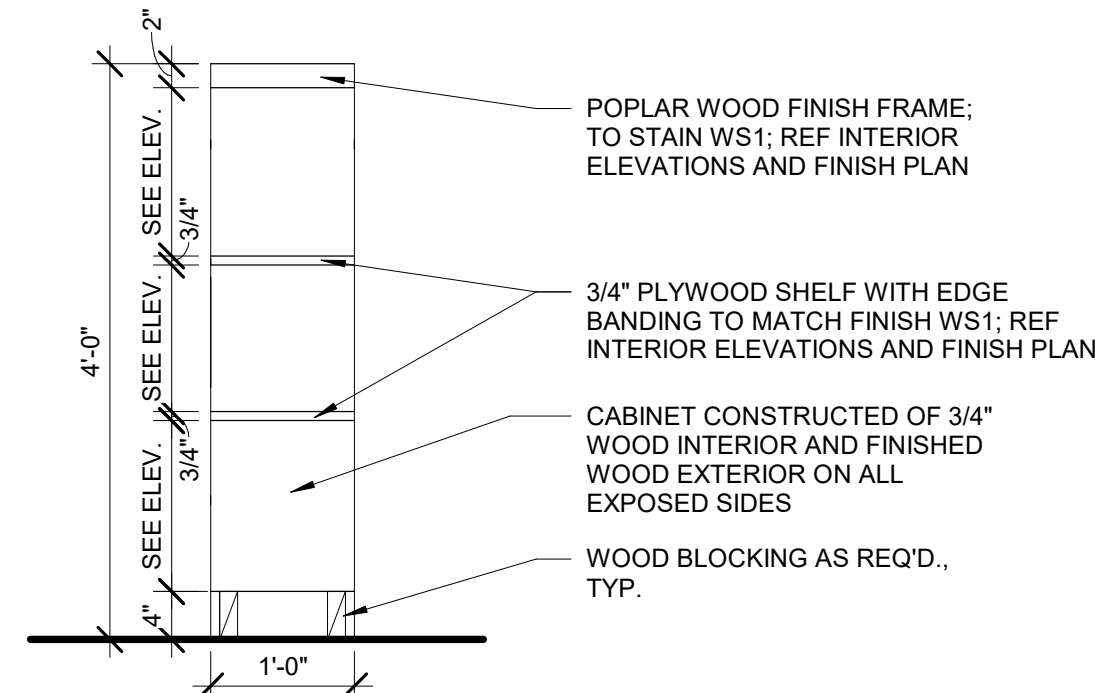 2"
POPLAR WOOD FINISH FRAME;
TO STAIN WS1; REF INTERIOR
ELEVATIONS AND FINISH PLAN
SEE ELEV.
3/4"
3/4" PLYWOOD SHELF WITH EDGE
BANDING TO MATCH FINISH WS1; REF
INTERIOR ELEVATIONS AND FINISH PLAN
4'-0"
SEE ELEV.
3/4"
CABINET CONSTRUCTED OF 3/4"
WOOD INTERIOR AND FINISHED
WOOD EXTERIOR ON ALL
EXPOSED SIDES
SEE ELEV.
WOOD BLOCKING AS REQ'D.,
TYP.
4"
1'-0"